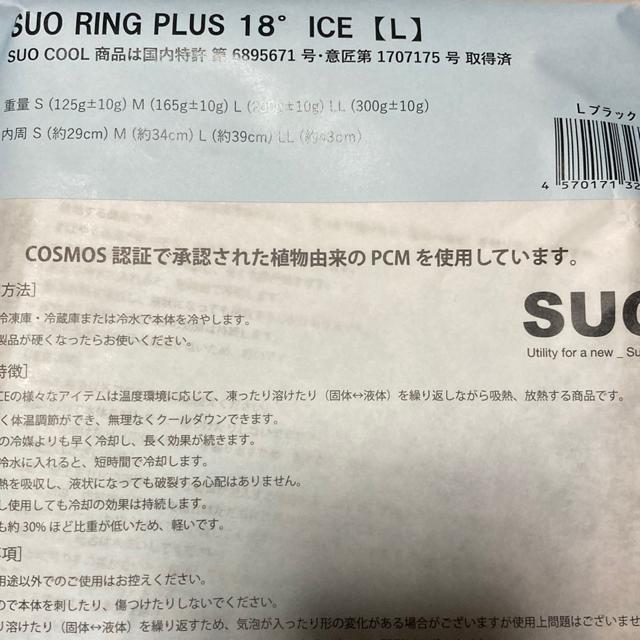 SUO RING PLUS 18° ICE【L】
SUO COOL 商品は国内特許 第 6895671 号・意匠第 1707175 号 取得済
重量 S (125g±10g) M (165g±10g) L ±10g) LL (300g±10g)
内周 S (約29cm) M (約34cm) L (約39cm) LL (約43cm)
L ブラック
4 570171 32
COSMOS 認証で承認された植物由来の PCM を使用しています。
方法]
冷凍庫・冷蔵庫または冷水で本体を冷やします。
製品が硬くなったらお使いください。
SUO
Utility for a new _ Su
特徴]
ICEの様々なアイテムは温度環境に応じて、凍ったり溶けたり（固体↔液体）を繰り返しながら吸熱、放熱する商品です。
く体温調節ができ、無理なくクールダウンできます。
の冷媒よりも早く冷却し、長く効果が続きます。
冷水に入れると、短時間で冷却します。
熱を吸収し、液状になっても破裂する心配はありません。
し使用しても冷却の効果は持続します。
も約 30% ほど比重が低いため、軽いです。
事項]
用途以外でのご使用はお控えください。
ので本体を刺したり、傷つけたりしないでください。
り溶けたり（固体↔液体）を繰り返すため、気泡が入ったり形の変化がある場合がございますが使用上問題はございませ